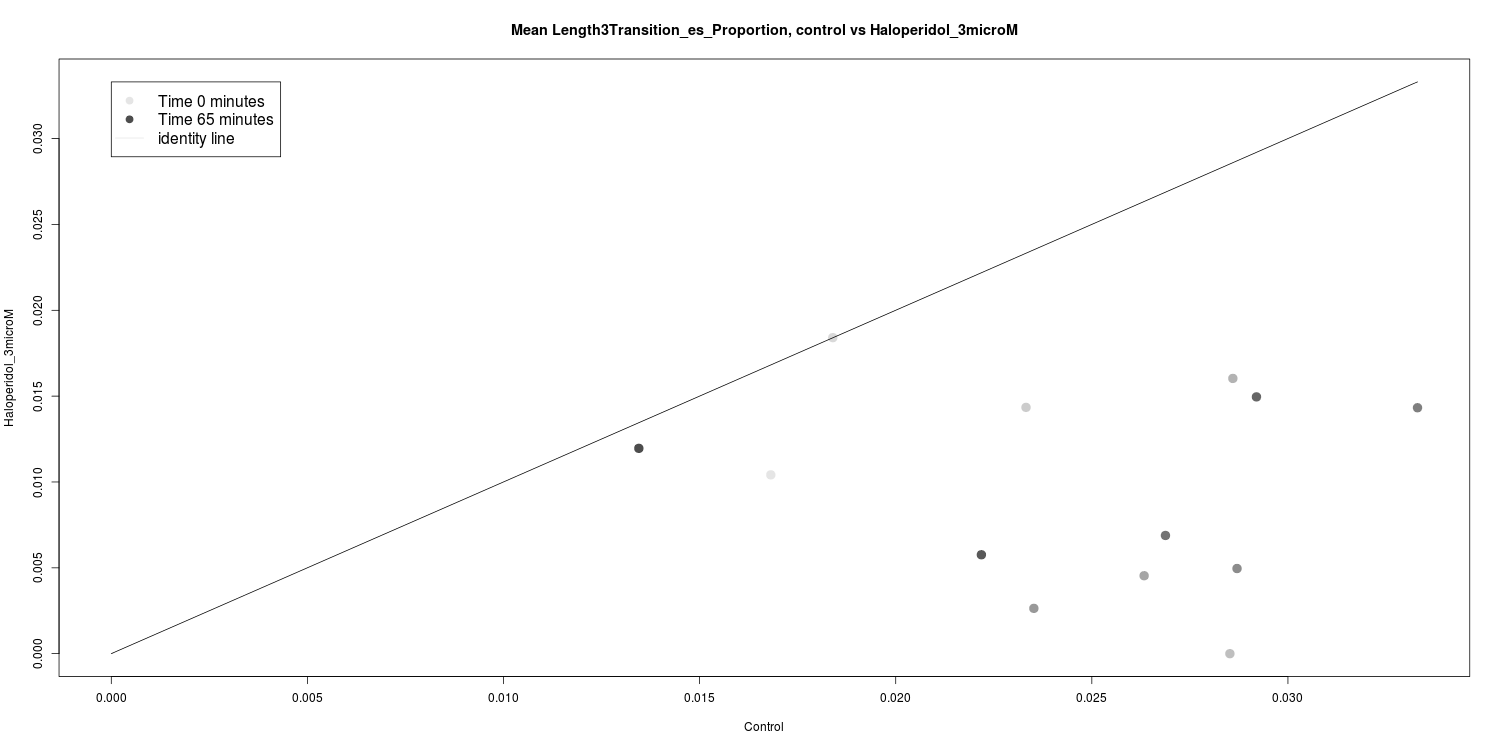 Mean Length3Transition_es_Proportion, control vs Haloperidol_3microM
Time 0 minutes
Time 65 minutes
identity line
Haloperidol_3microM
0.030
0.025
0.020
0.015
0.010
0.005
0.000
0.000 0.005 0.010 0.015 0.020 0.025 0.030
Control